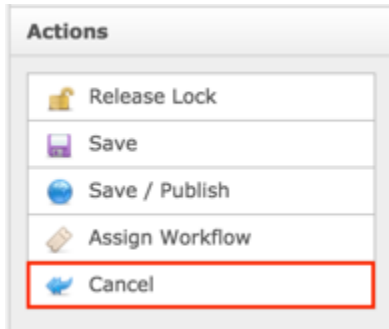 Actions
Release Lock
Save
Save / Publish
Assign Workflow
Cancel